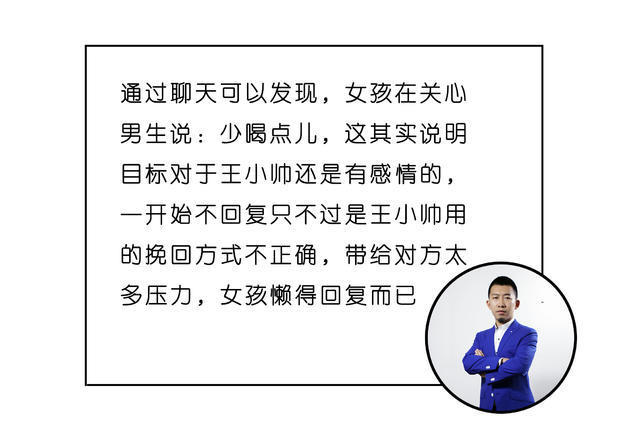 通过聊天可以发现，女孩在关心
男生说：少喝点儿，这其实说明
目标对于王小帅还是有感情的，
一开始不回复只不过是王小帅用
的挽回方式不正确，带给对方太
多压力，女孩懒得回复而已